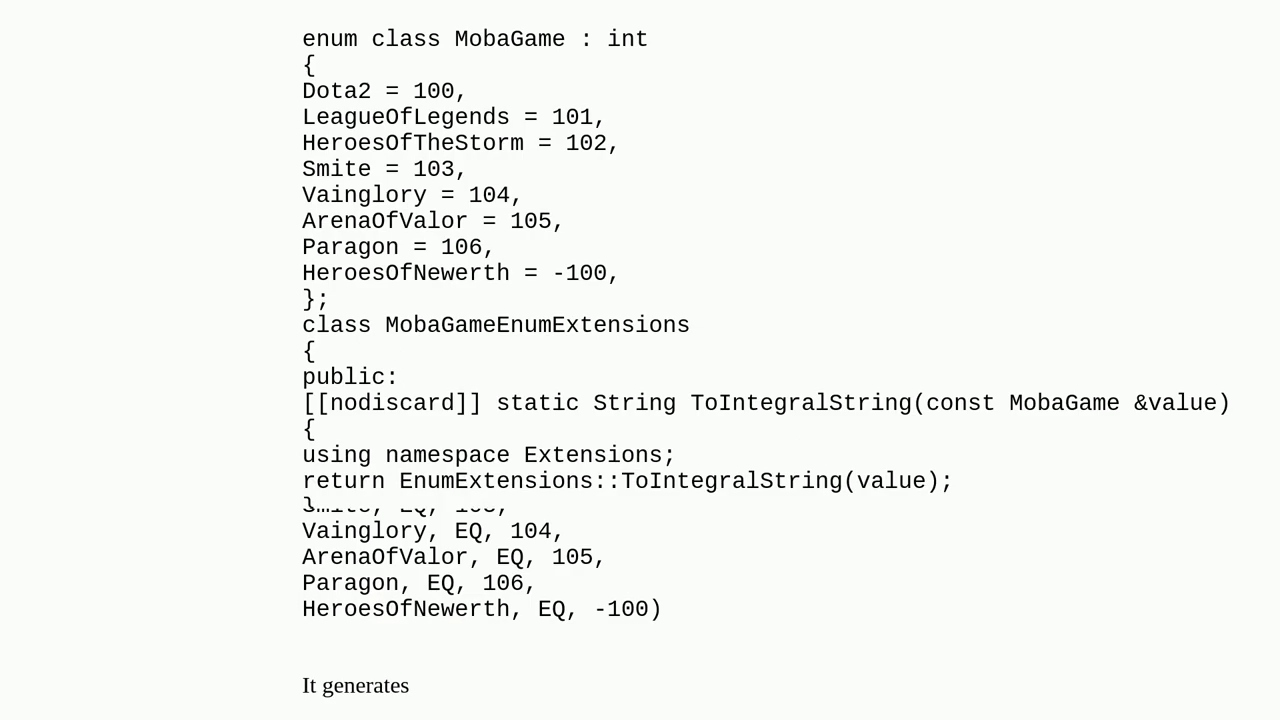 enum class MobaGame : int
{
Dota2 = 100,
LeagueOfLegends = 101,
HeroesOfTheStorm = 102,
Smite = 103,
Vainglory = 104,
ArenaOfValor = 105,
Paragon = 106,
HeroesOfNewerth = -100,
};
class MobaGameEnumExtensions
{
public:
[[nodiscard]] static String ToIntegralString(const MobaGame &value)
{
using namespace Extensions;
return EnumExtensions::ToIntegralString(value);
Vainglory, EQ, 104,
ArenaOfValor, EQ, 105,
Paragon, EQ, 106,
HeroesOfNewerth, EQ, -100)
It generates